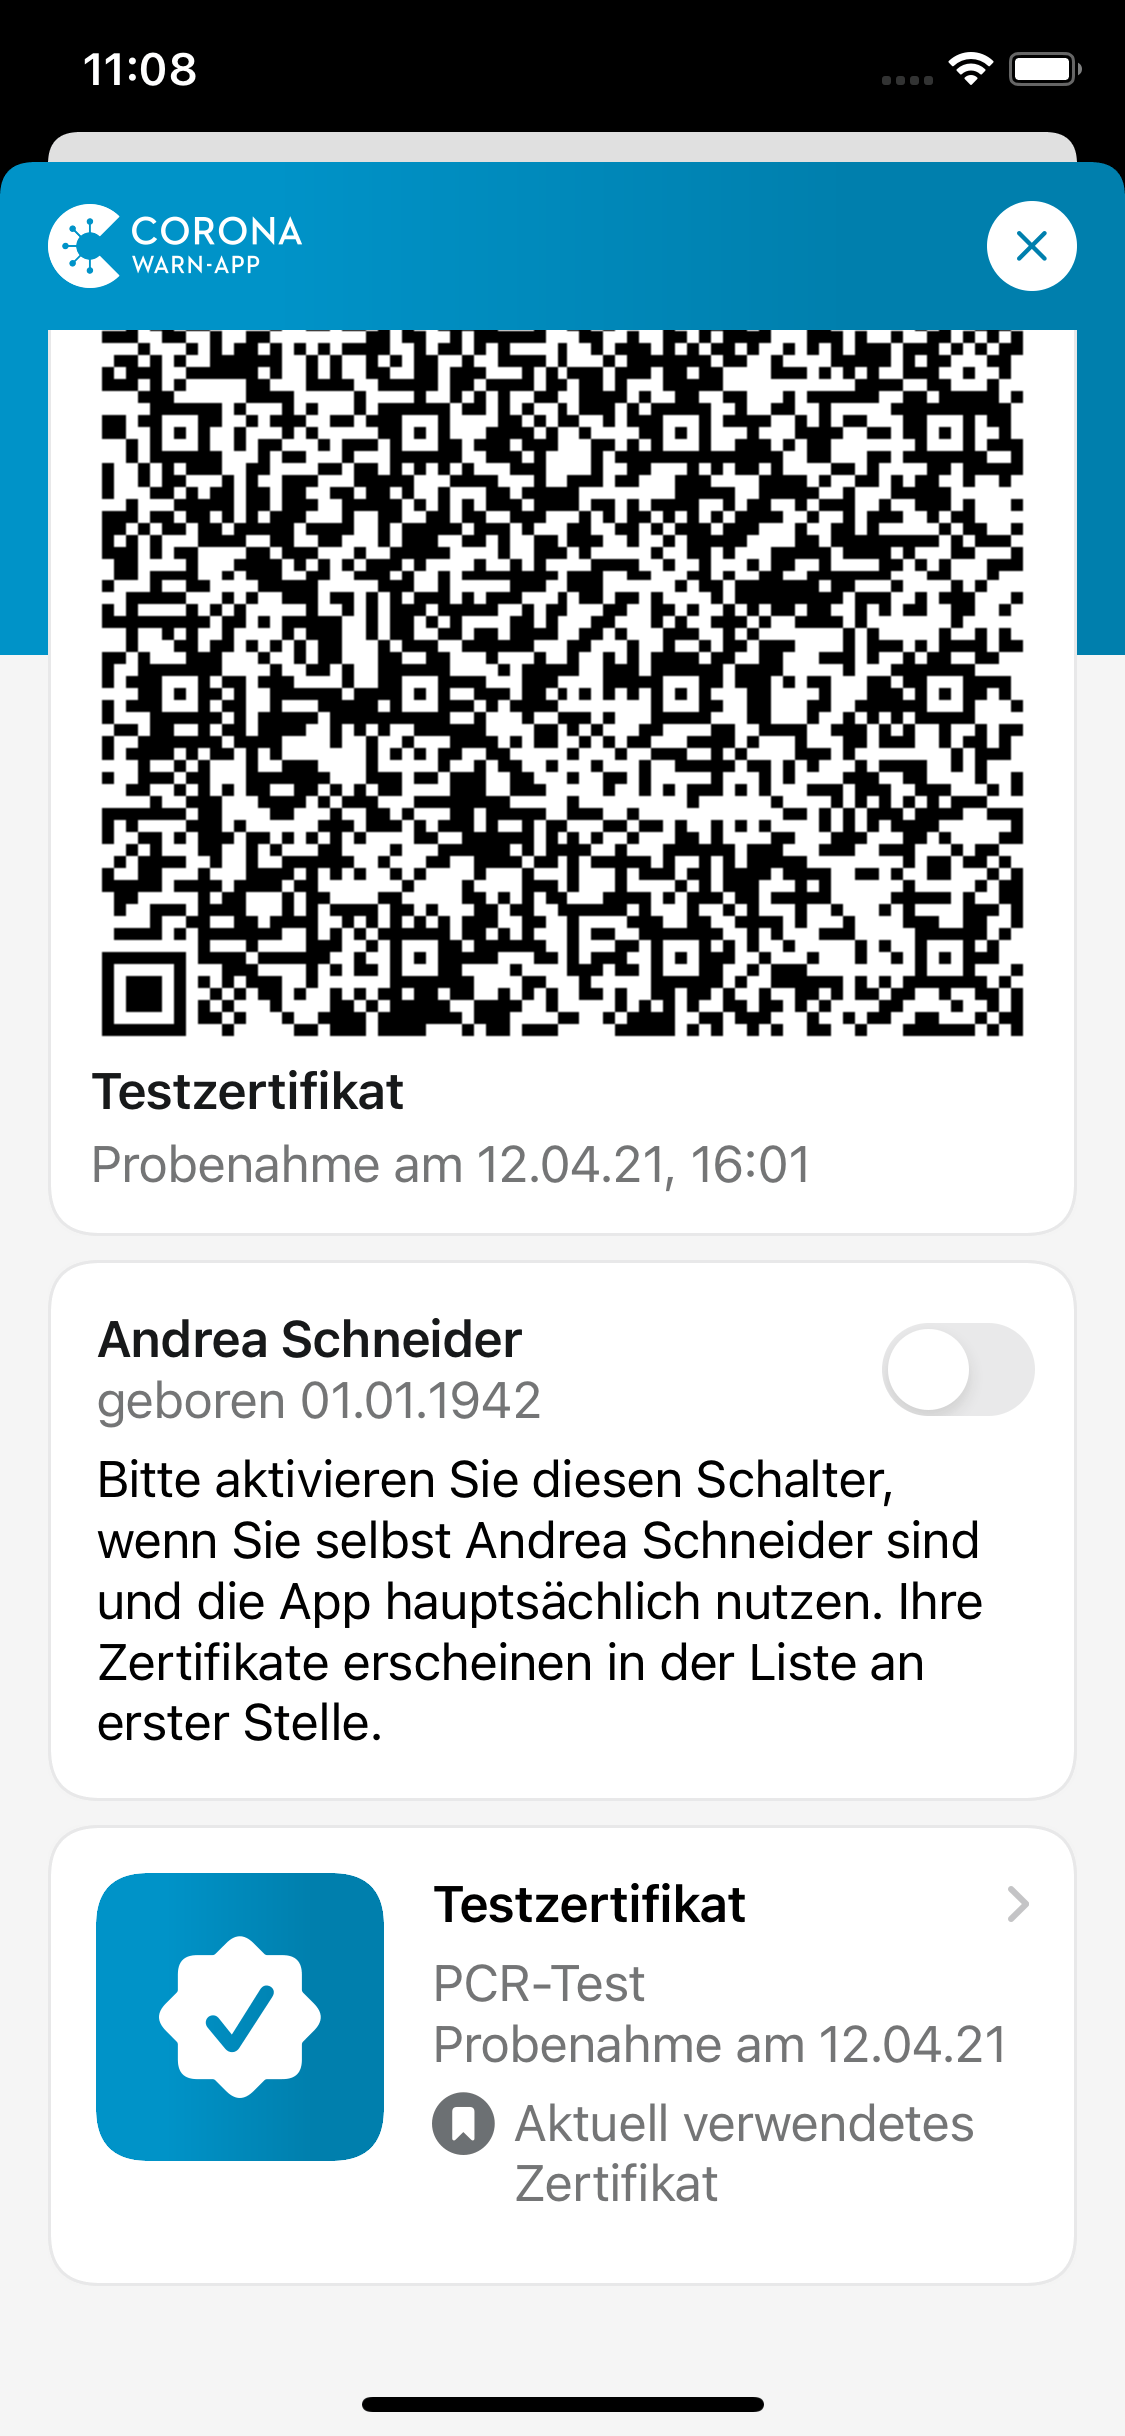 11:08
CORONA
WARN-APP
Testzertifikat
Probenahme am 12.04.21, 16:01
Andrea Schneider
geboren 01.01.1942
Bitte aktivieren Sie diesen Schalter,
wenn Sie selbst Andrea Schneider sind
und die App hauptsächlich nutzen. Ihre
Zertifikate erscheinen in der Liste an
erster Stelle.
Testzertifikat
PCR-Test
Probenahme am 12.04.21
Aktuell verwendetes
Zertifikat